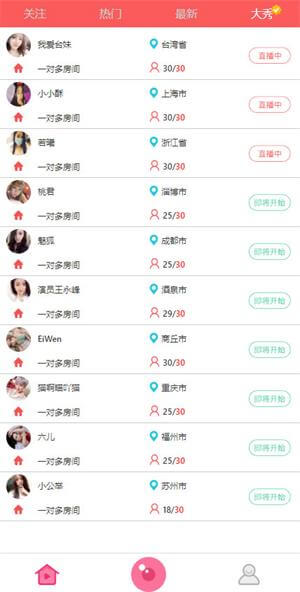 关注 热门 最新 大秀
我爱台妹 台湾省
直播中
一对多房间 30/30
小小酥 上海市
直播中
一对多房间 30/30
若曦 浙江省
直播中
一对多房间 30/30
桃君 淄博市
即将开始
一对多房间 25/30
魅狐 成都市
即将开始
一对多房间 25/30
演员王永峰 酒泉市
即将开始
一对多房间 29/30
EiWen 商丘市
即将开始
一对多房间 30/30
猫啊喵吖猫 重庆市
即将开始
一对多房间 25/30
六儿 福州市
即将开始
一对多房间 25/30
小公举 苏州市
即将开始
一对多房间 18/30